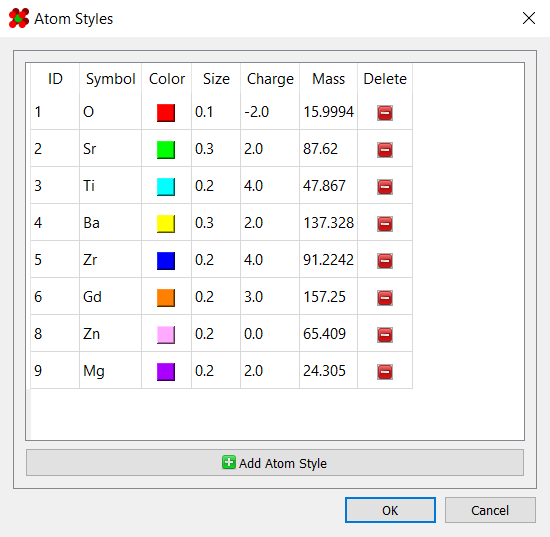 Atom Styles
ID Symbol Color Size Charge Mass Delete
1 O 0.1 -2.0 15.9994
2 Sr 0.3 2.0 87.62
3 Ti 0.2 4.0 47.867
4 Ba 0.3 2.0 137.328
5 Zr 0.2 4.0 91.2242
6 Gd 0.2 3.0 157.25
8 Zn 0.2 0.0 65.409
9 Mg 0.2 2.0 24.305
Add Atom Style
OK Cancel